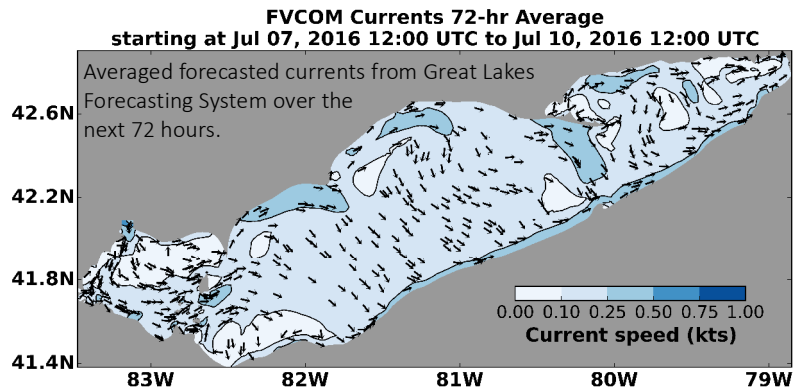 FVCOM Currents 72-hr Average
starting at Jul 07, 2016 12:00 UTC to Jul 10, 2016 12:00 UTC
Averaged forecasted currents from Great Lakes
Forecasting System over the
next 72 hours.
42.6N
42.2N
41.8N
41.4N
0.00 0.10 0.25 0.50 0.75 1.00
Current speed (kts)
83W 82W 81W 80W 79W